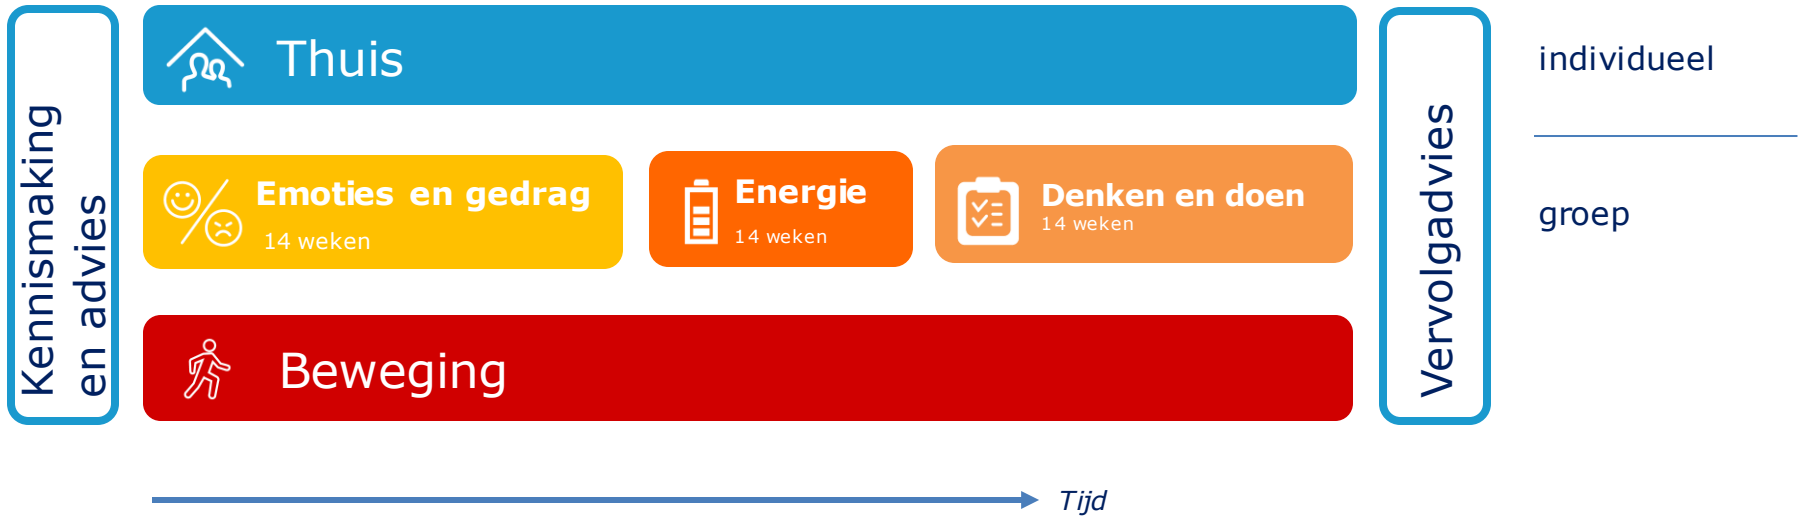 Kennismaking
en advies
Thuis
Emoties en gedrag
14 weken
Energie
14 weken
Denken en doen
14 weken
Beweging
Vervolgadvies
individueel
groep
Tijd